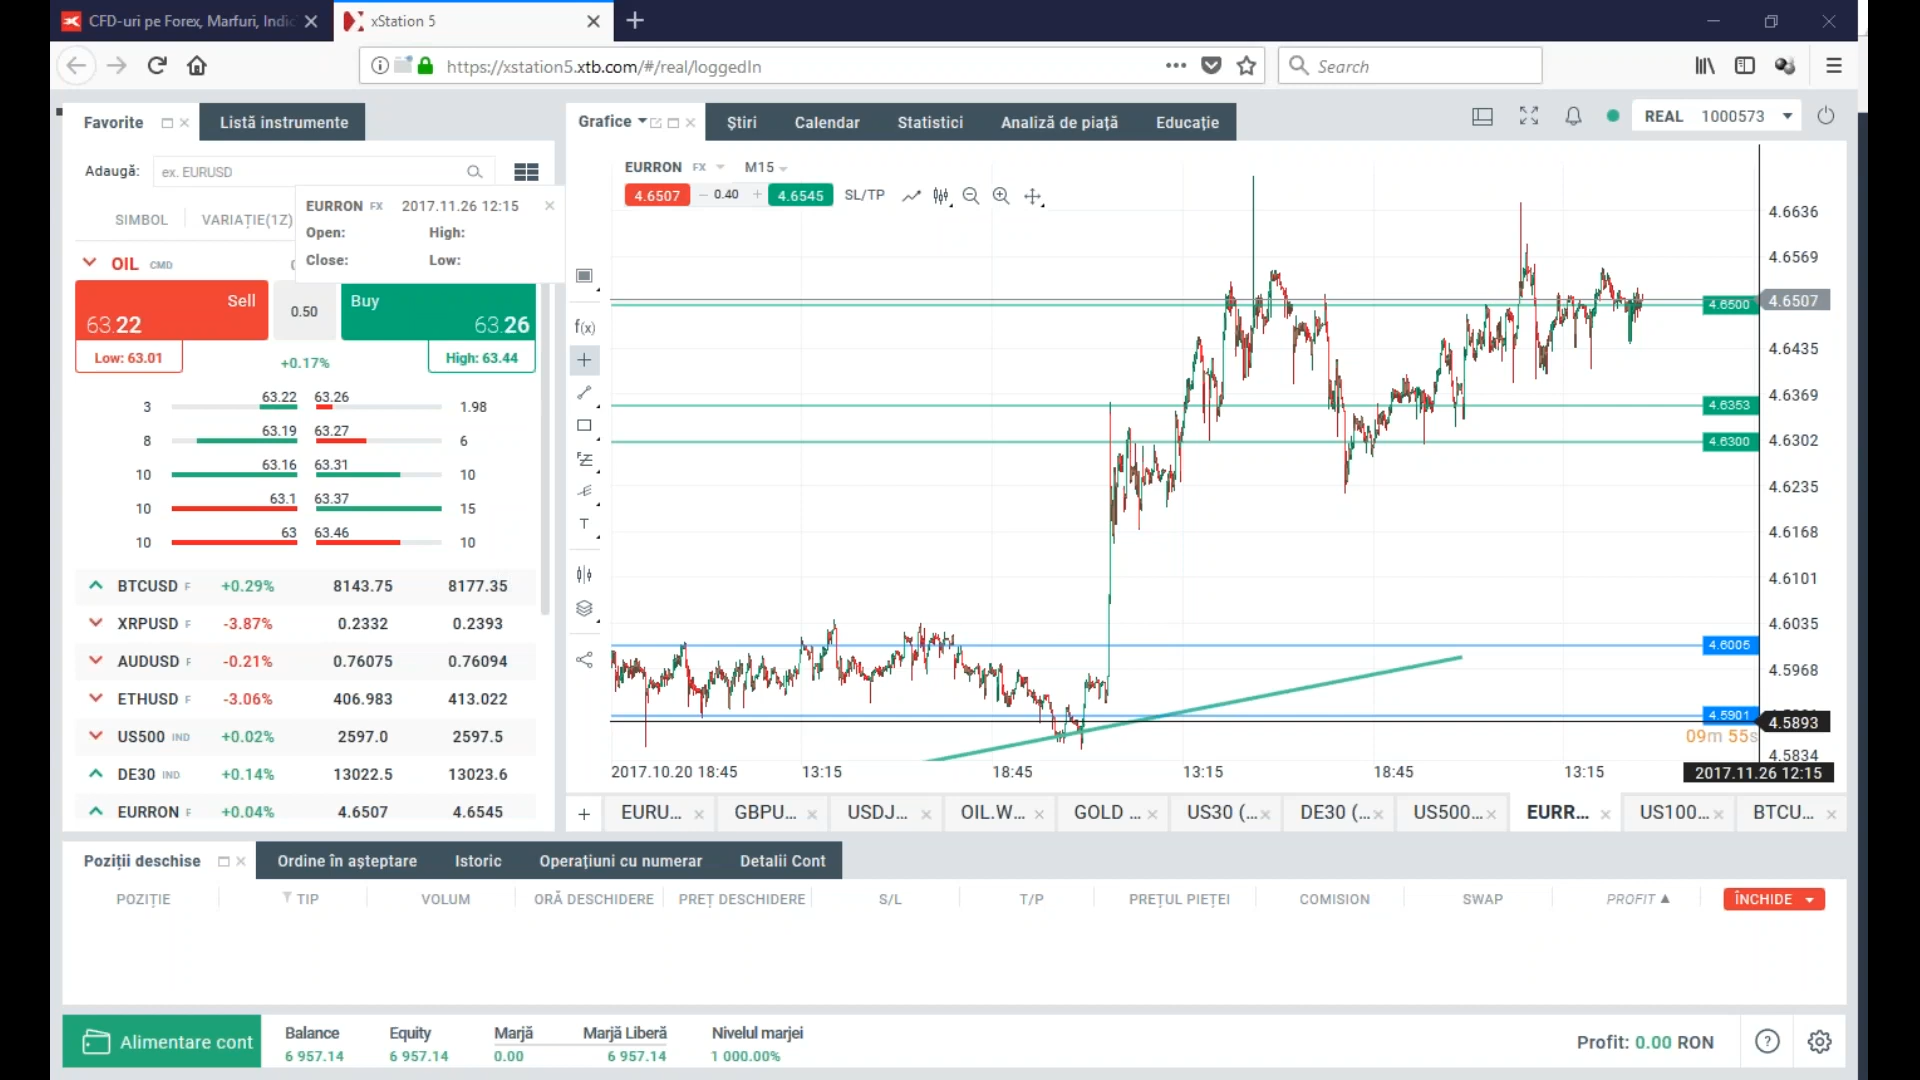 CFD-uri pe Forex, Marfuri, Indic
xStation 5
https://xstation5.xtb.com/#/real/loggedIn
Search
Favorite
Listă instrumente
Grafice
Știri
Calendar
Statistici
Analiză de piață
Educație
REAL 1000573
Adaugă:
ex. EURUSD
SIMBOL
VARIAȚIE(1Z)
EURRON FX 2017.11.26 12:15
Open:
High:
Close:
Low:
OIL CMD
Sell
63.22
0.50
Buy
63.26
Low: 63.01
+0.17%
High: 63.44
3 63.22 63.26 1.98
8 63.19 63.27 6
10 63.16 63.31 10
10 63.1 63.37 15
10 63 63.46 10
BTCUSD F +0.29% 8143.75 8177.35
XRPUSD F -3.87% 0.2332 0.2393
AUDUSD F -0.21% 0.76075 0.76094
ETHUSD F -3.06% 406.983 413.022
US500 IND +0.02% 2597.0 2597.5
DE30 IND +0.14% 13022.5 13023.6
EURRON F +0.04% 4.6507 4.6545
EURRON FX M15
4.6507 − 0.40 + 4.6545 SL/TP
f(x)
T
4.6636
4.6569
4.6500 4.6507
4.6435
4.6369
4.6353
4.6300 4.6302
4.6235
4.6168
4.6101
4.6035
4.6005
4.5968
4.5901
4.5893
09m 55s
4.5834
2017.10.20 18:45 13:15 18:45 13:15 18:45 13:15 2017.11.26 12:15
+ EURU... GBPU... USDJ... OIL.W... GOLD ... US30 (... DE30 (... US500... EURR... US100... BTCU...
Poziții deschise
Ordine în așteptare
Istoric
Operațiuni cu numerar
Detalii Cont
POZIȚIE TIP VOLUM ORĂ DESCHIDERE PREȚ DESCHIDERE S/L T/P PREȚUL PIEȚEI COMISION SWAP PROFIT ÎNCHIDE
Alimentare cont
Balance Equity Marjă Marjă Liberă Nivelul marjei
6 957.14 6 957.14 0.00 6 957.14 1 000.00%
Profit: 0.00 RON
?